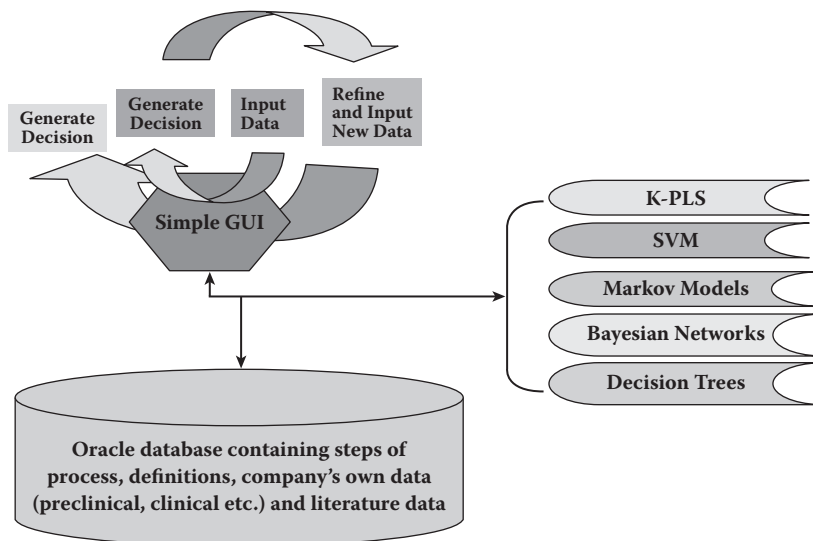 Generate
Decision
Generate
Decision
Input
Data
Refine
and Input
New Data
Simple GUI
K-PLS
SVM
Markov Models
Bayesian Networks
Decision Trees
Oracle database containing steps of
process, definitions, company’s own data
(preclinical, clinical etc.) and literature data